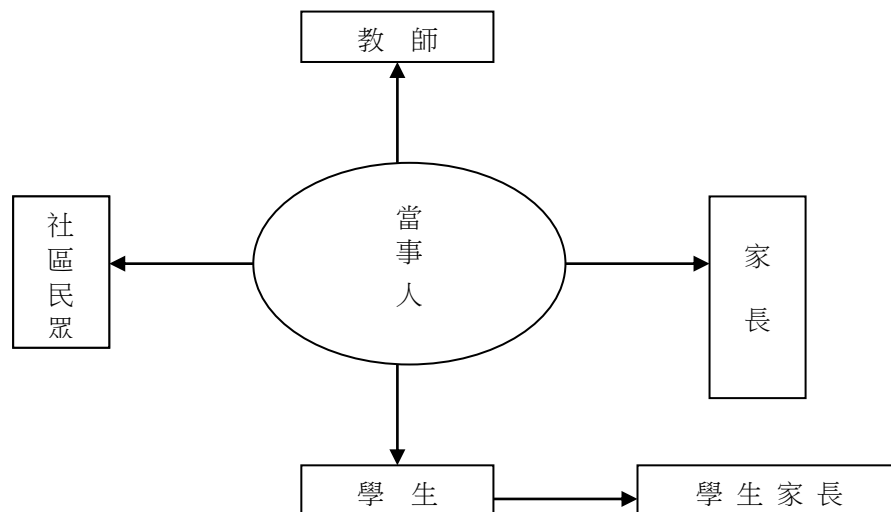 教 師
社區民眾
當事人
家長
學 生
學 生 家 長